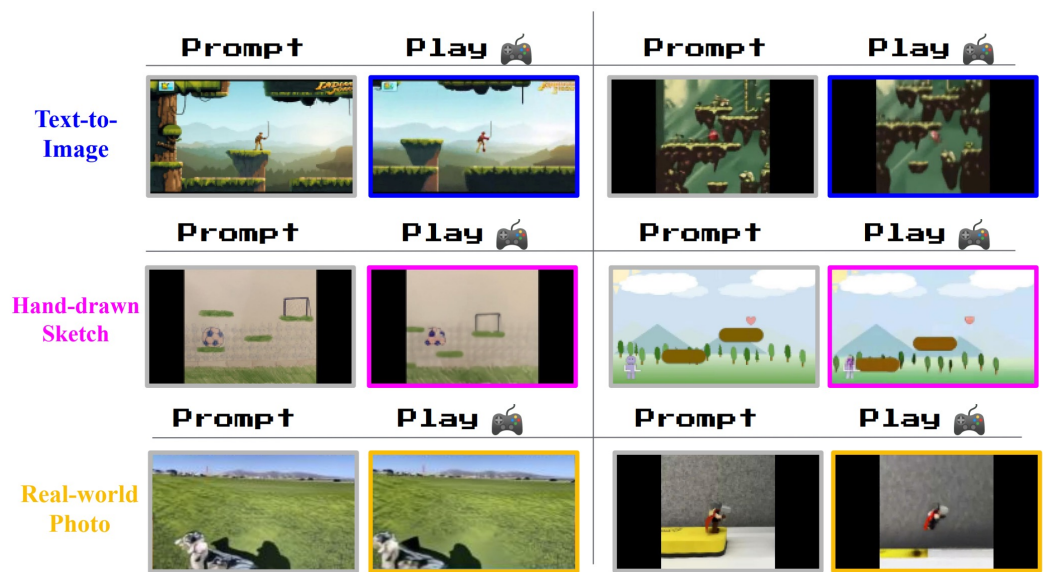 Prompt Play Prompt Play
Text-to-
Image
Prompt Play Prompt Play
Hand-drawn
Sketch
Prompt Play Prompt Play
Real-world
Photo